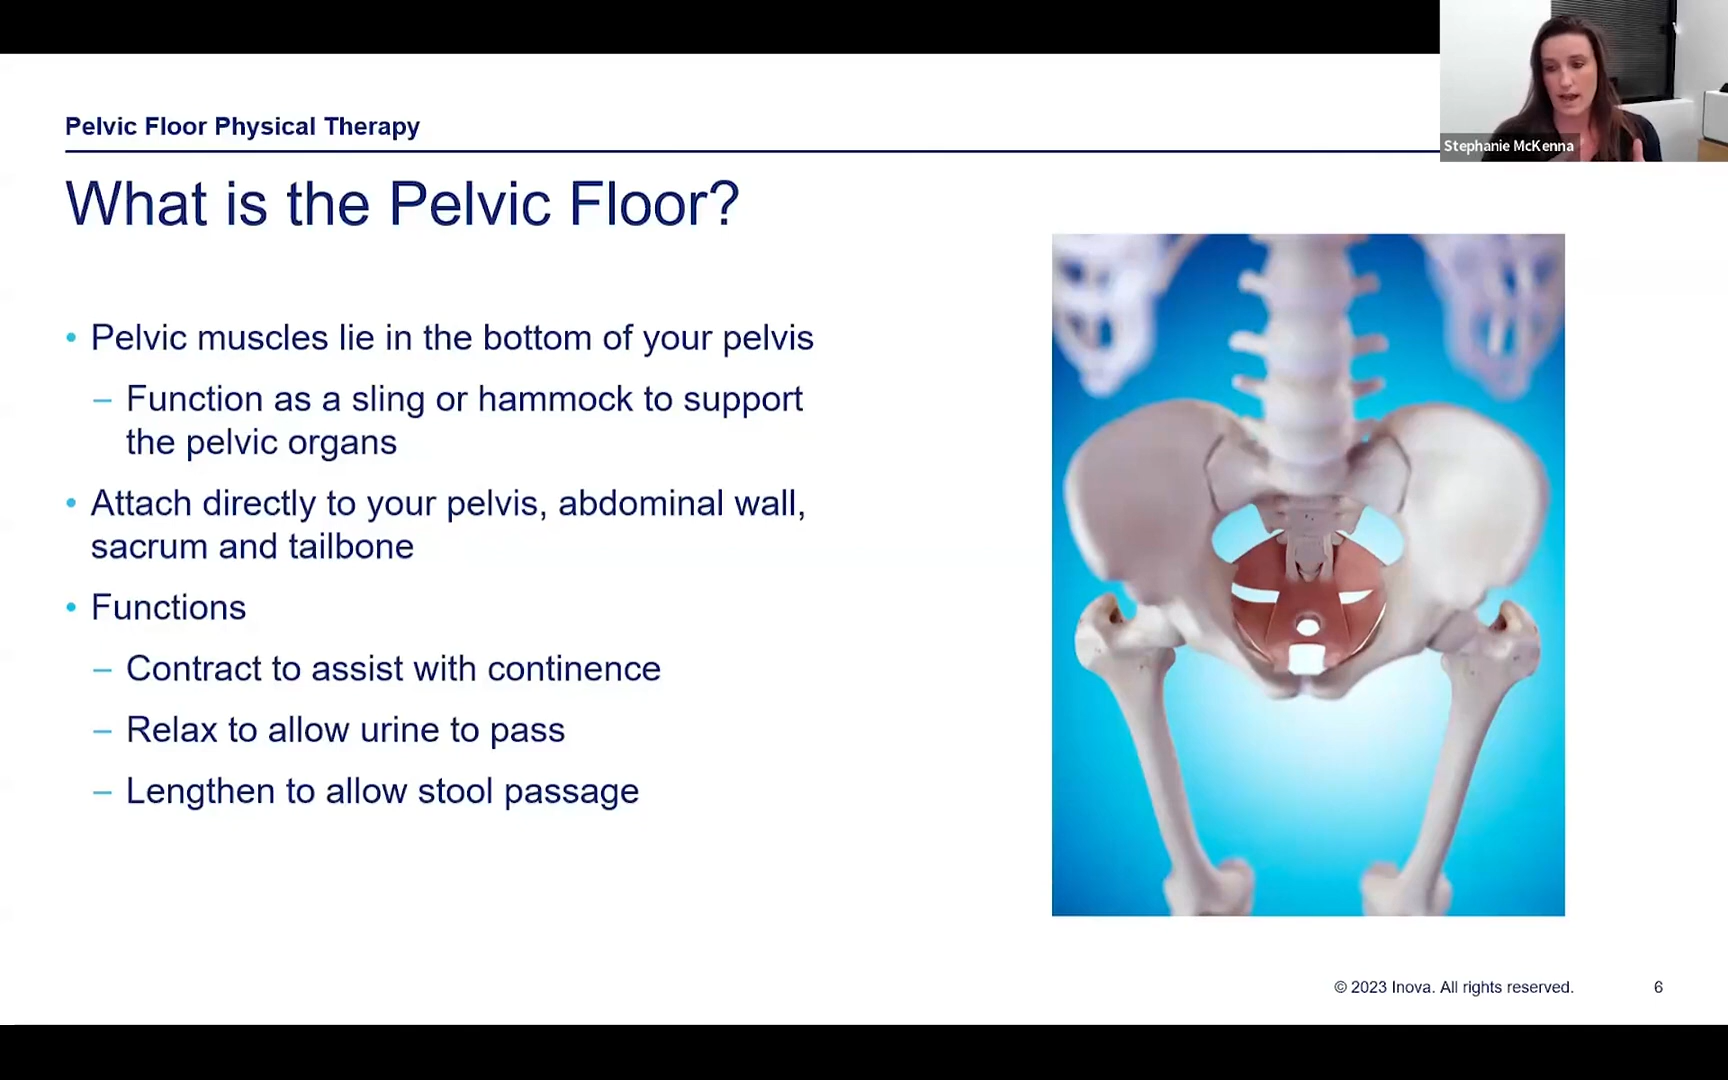 Stephanie McKenna
Pelvic Floor Physical Therapy
What is the Pelvic Floor?
• Pelvic muscles lie in the bottom of your pelvis
– Function as a sling or hammock to support
the pelvic organs
• Attach directly to your pelvis, abdominal wall,
sacrum and tailbone
• Functions
– Contract to assist with continence
– Relax to allow urine to pass
– Lengthen to allow stool passage
© 2023 Inova. All rights reserved. 6